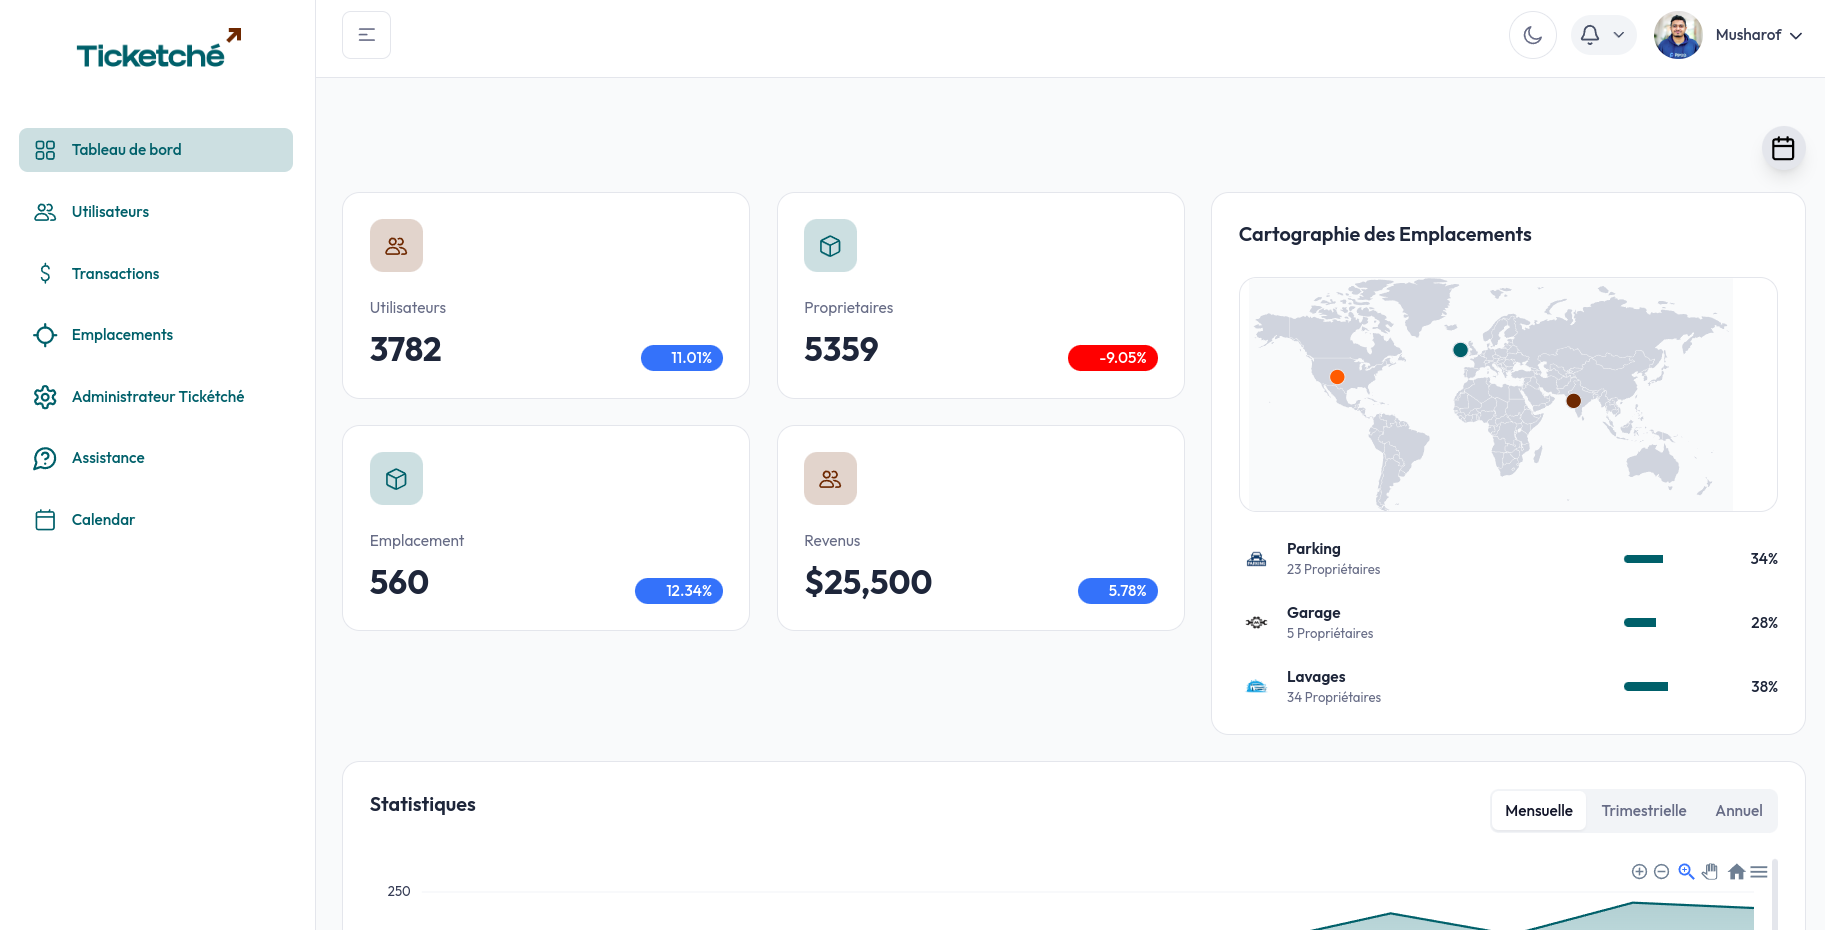 Ticketché
Musharof
Tableau de bord
Utilisateurs
Transactions
Emplacements
Administrateur Tickétché
Assistance
Calendar
Utilisateurs
3782
11.01%
Proprietaires
5359
-9.05%
Emplacement
560
12.34%
Revenus
$25,500
5.78%
Cartographie des Emplacements
Parking
23 Propriétaires
34%
Garage
5 Propriétaires
28%
Lavages
34 Propriétaires
38%
Statistiques
Mensuelle Trimestrielle Annuel
250